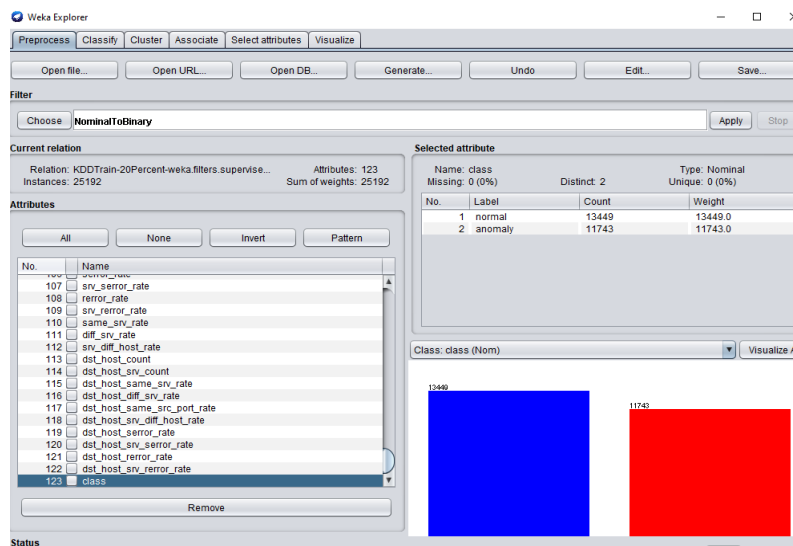 Weka Explorer
Preprocess Classify Cluster Associate Select attributes Visualize
Open file... Open URL... Open DB... Generate... Undo Edit... Save...
Filter
Choose NominalToBinary Apply Stop
Current relation
Relation: KDDTrain-20Percent-weka.filters.supervise... Attributes: 123
Instances: 25192 Sum of weights: 25192
Attributes
All None Invert Pattern
No. Name
106 serror_rate
107 srv_serror_rate
108 rerror_rate
109 srv_rerror_rate
110 same_srv_rate
111 diff_srv_rate
112 srv_diff_host_rate
113 dst_host_count
114 dst_host_srv_count
115 dst_host_same_srv_rate
116 dst_host_diff_srv_rate
117 dst_host_same_src_port_rate
118 dst_host_srv_diff_host_rate
119 dst_host_serror_rate
120 dst_host_srv_serror_rate
121 dst_host_rerror_rate
122 dst_host_srv_rerror_rate
123 class
Remove
Status
Selected attribute
Name: class Type: Nominal
Missing: 0 (0%) Distinct: 2 Unique: 0 (0%)
No. Label Count Weight
1 normal 13449 13449.0
2 anomaly 11743 11743.0
Class: class (Nom) Visualize A
13449
11743